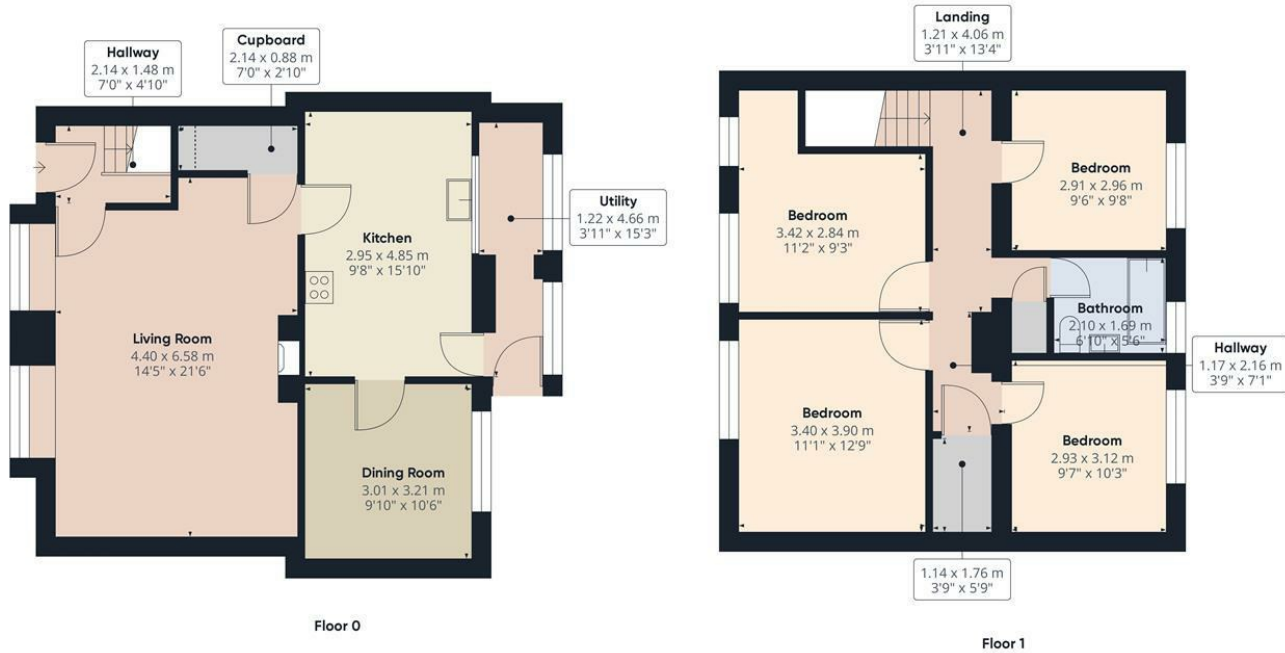 Hallway
2.14 x 1.48 m
7'0" x 4'10"
Cupboard
2.14 x 0.88 m
7'0" x 2'10"
Utility
1.22 x 4.66 m
3'11" x 15'3"
Kitchen
2.95 x 4.85 m
9'8" x 15'10"
Living Room
4.40 x 6.58 m
14'5" x 21'6"
Dining Room
3.01 x 3.21 m
9'10" x 10'6"
Floor 0
Landing
1.21 x 4.06 m
3'11" x 13'4"
Bedroom
2.91 x 2.96 m
9'6" x 9'8"
Bedroom
3.42 x 2.84 m
11'2" x 9'3"
Bathroom
2.10 x 1.69 m
6'10" x 5'6"
Hallway
1.17 x 2.16 m
3'9" x 7'1"
Bedroom
3.40 x 3.90 m
11'1" x 12'9"
Bedroom
2.93 x 3.12 m
9'7" x 10'3"
1.14 x 1.76 m
3'9" x 5'9"
Floor 1